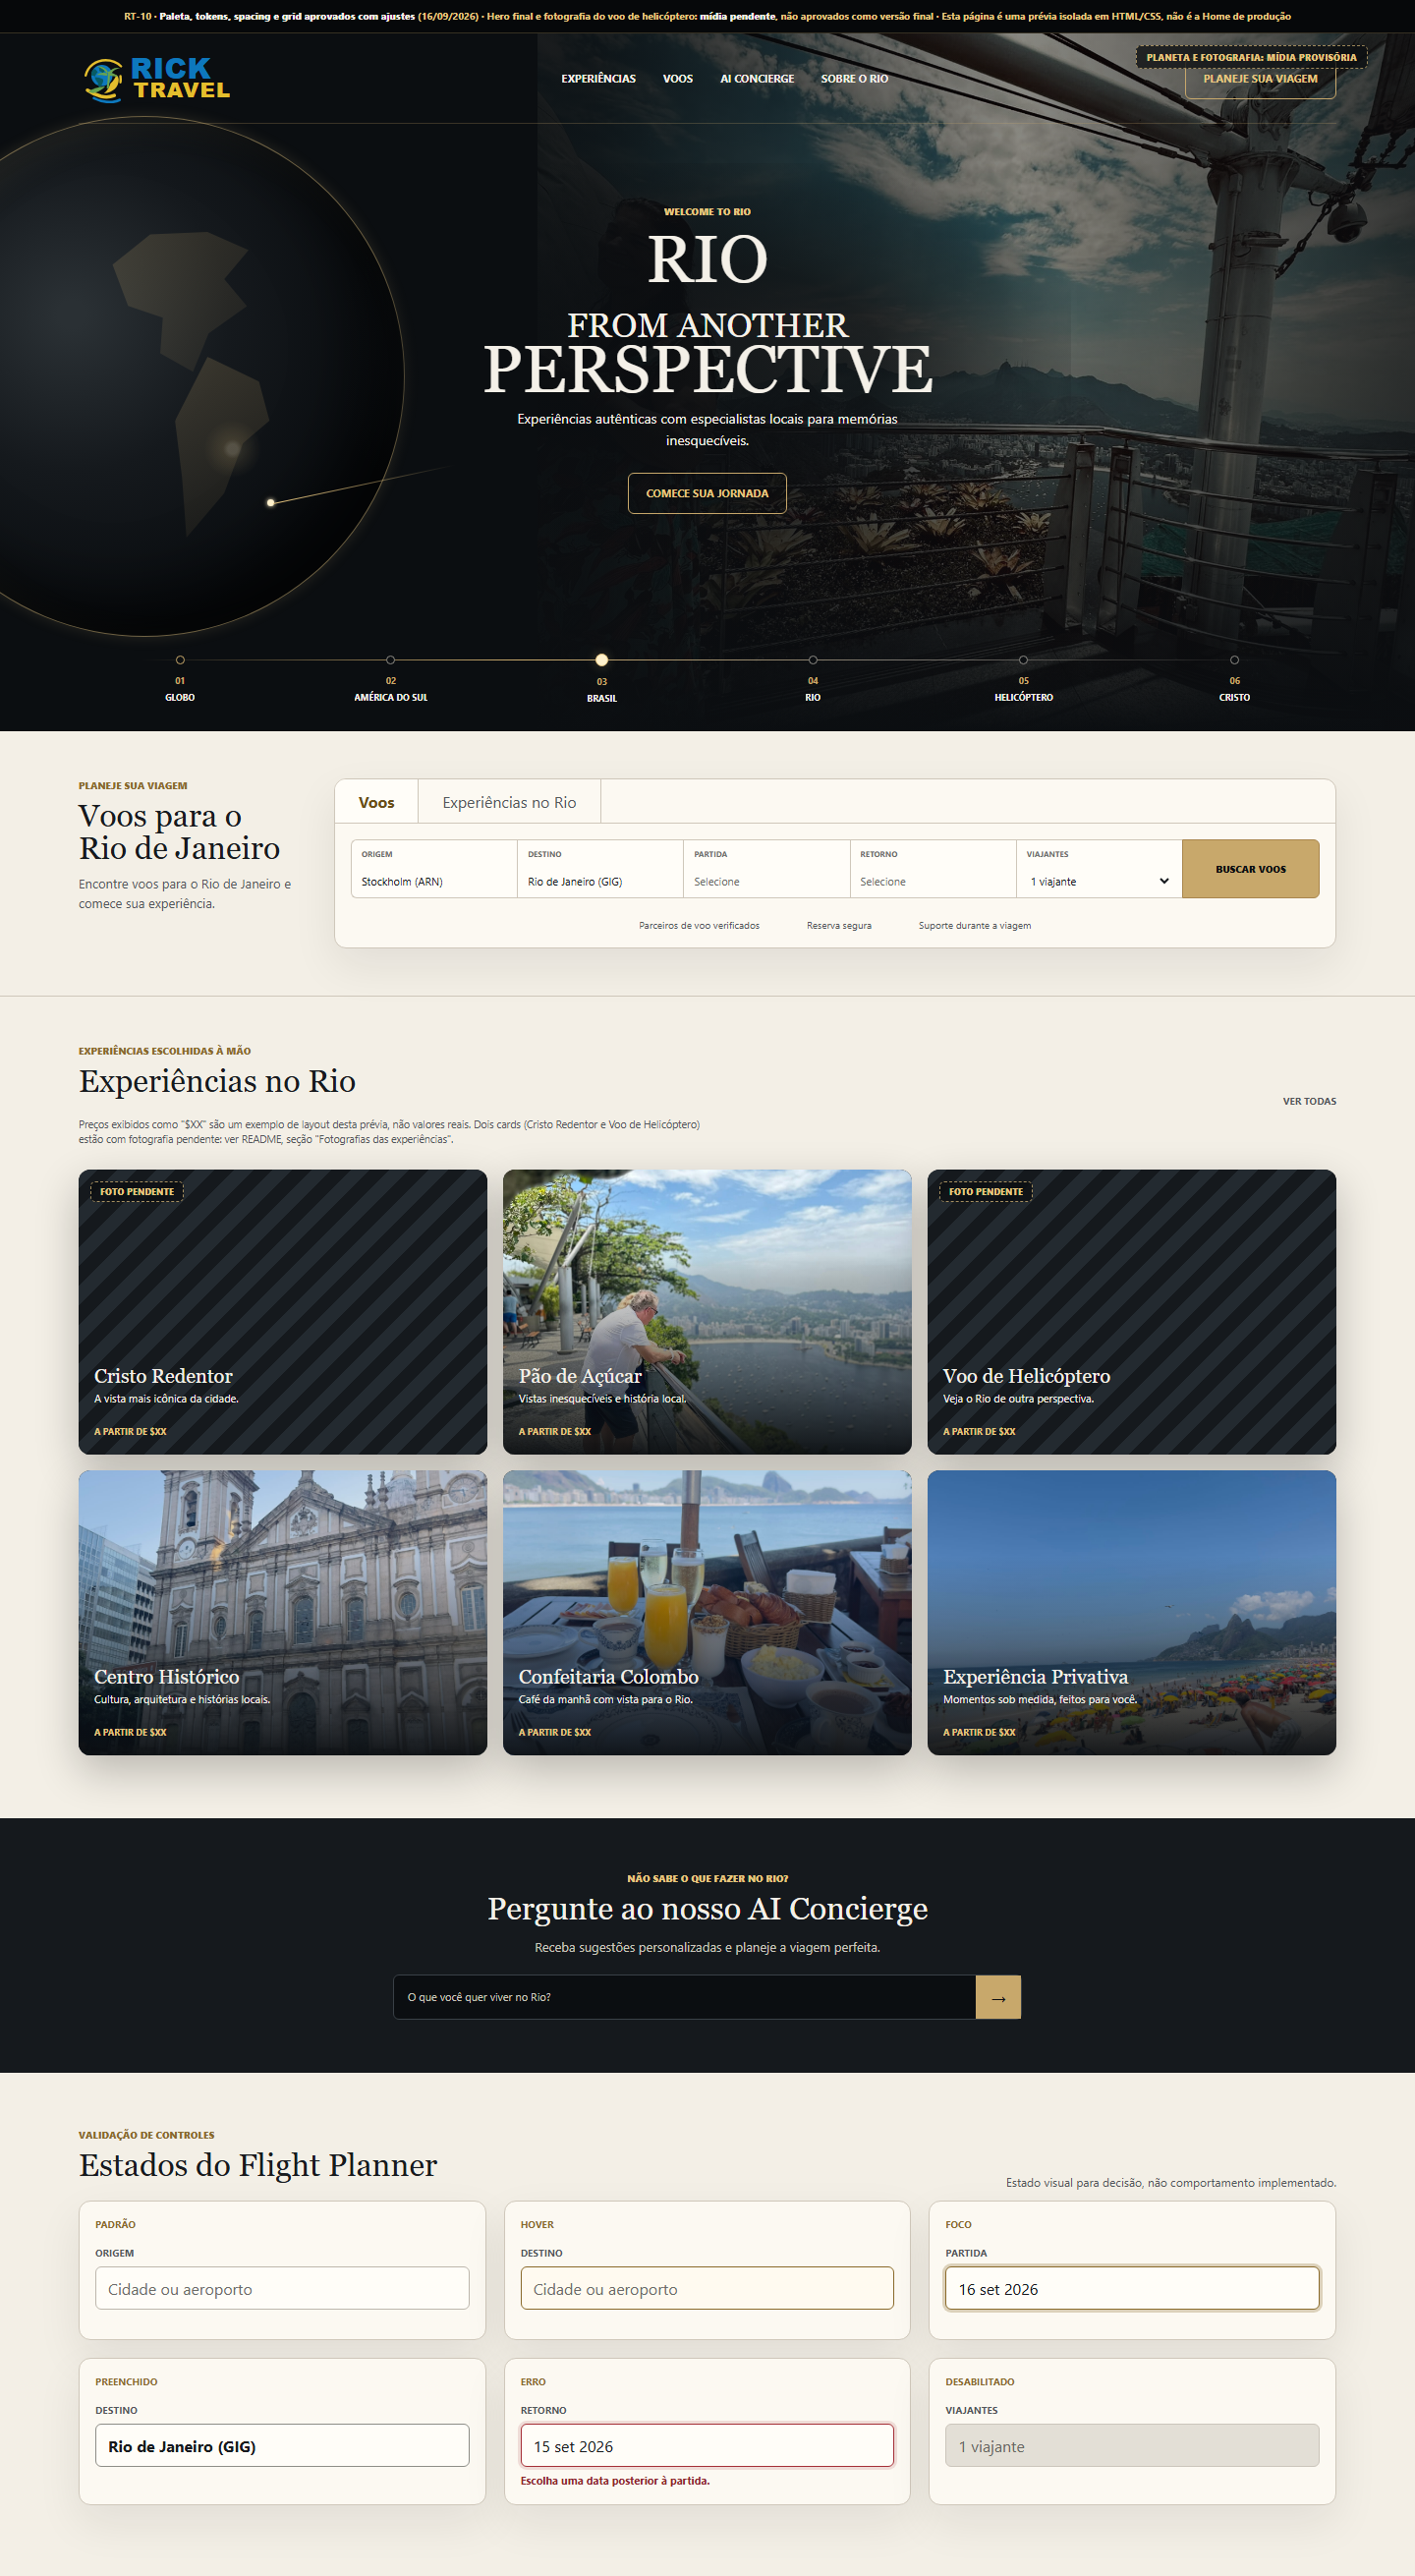 RT-10 · Paleta, tokens, spacing e grid aprovados com ajustes (16/09/2026) · Hero final e fotografia do voo de helicóptero: mídia pendente, não aprovados como versão final · Esta página é uma prévia isolada em HTML/CSS, não é a Home de produção
RICK
TRAVEL
EXPERIÊNCIAS VOOS AI CONCIERGE SOBRE O RIO
PLANETA E FOTOGRAFIA: MÍDIA PROVISÓRIA
PLANEJE SUA VIAGEM
WELCOME TO RIO
RIO
FROM ANOTHER
PERSPECTIVE
Experiências autênticas com especialistas locais para memórias
inesquecíveis.
COMECE SUA JORNADA
01 02 03 04 05 06
GLOBO AMÉRICA DO SUL BRASIL RIO HELICÓPTERO CRISTO
PLANEJE SUA VIAGEM
Voos para o
Rio de Janeiro
Encontre voos para o Rio de Janeiro e
comece sua experiência.
Voos Experiências no Rio
ORIGEM DESTINO PARTIDA RETORNO VIAJANTES
Stockholm (ARN) Rio de Janeiro (GIG) Selecione Selecione 1 viajante
BUSCAR VOOS
Parceiros de voo verificados Reserva segura Suporte durante a viagem
EXPERIÊNCIAS ESCOLHIDAS À MÃO
Experiências no Rio
VER TODAS
Preços exibidos como "$XX" são um exemplo de layout desta prévia, não valores reais. Dois cards (Cristo Redentor e Voo de Helicóptero)
estão com fotografia pendente: ver README, seção "Fotografias das experiências".
FOTO PENDENTE
Cristo Redentor
A vista mais icônica da cidade.
A PARTIR DE $XX
Pão de Açúcar
Vistas inesquecíveis e história local.
A PARTIR DE $XX
FOTO PENDENTE
Voo de Helicóptero
Veja o Rio de outra perspectiva.
A PARTIR DE $XX
Centro Histórico
Cultura, arquitetura e histórias locais.
A PARTIR DE $XX
Confeitaria Colombo
Café da manhã com vista para o Rio.
A PARTIR DE $XX
Experiência Privativa
Momentos sob medida, feitos para você.
A PARTIR DE $XX
NÃO SABE O QUE FAZER NO RIO?
Pergunte ao nosso AI Concierge
Receba sugestões personalizadas e planeje a viagem perfeita.
O que você quer viver no Rio? →
VALIDAÇÃO DE CONTROLES
Estados do Flight Planner
Estado visual para decisão, não comportamento implementado.
PADRÃO
ORIGEM
Cidade ou aeroporto
HOVER
DESTINO
Cidade ou aeroporto
FOCO
PARTIDA
16 set 2026
PREENCHIDO
DESTINO
Rio de Janeiro (GIG)
ERRO
RETORNO
15 set 2026
Escolha uma data posterior à partida.
DESABILITADO
VIAJANTES
1 viajante